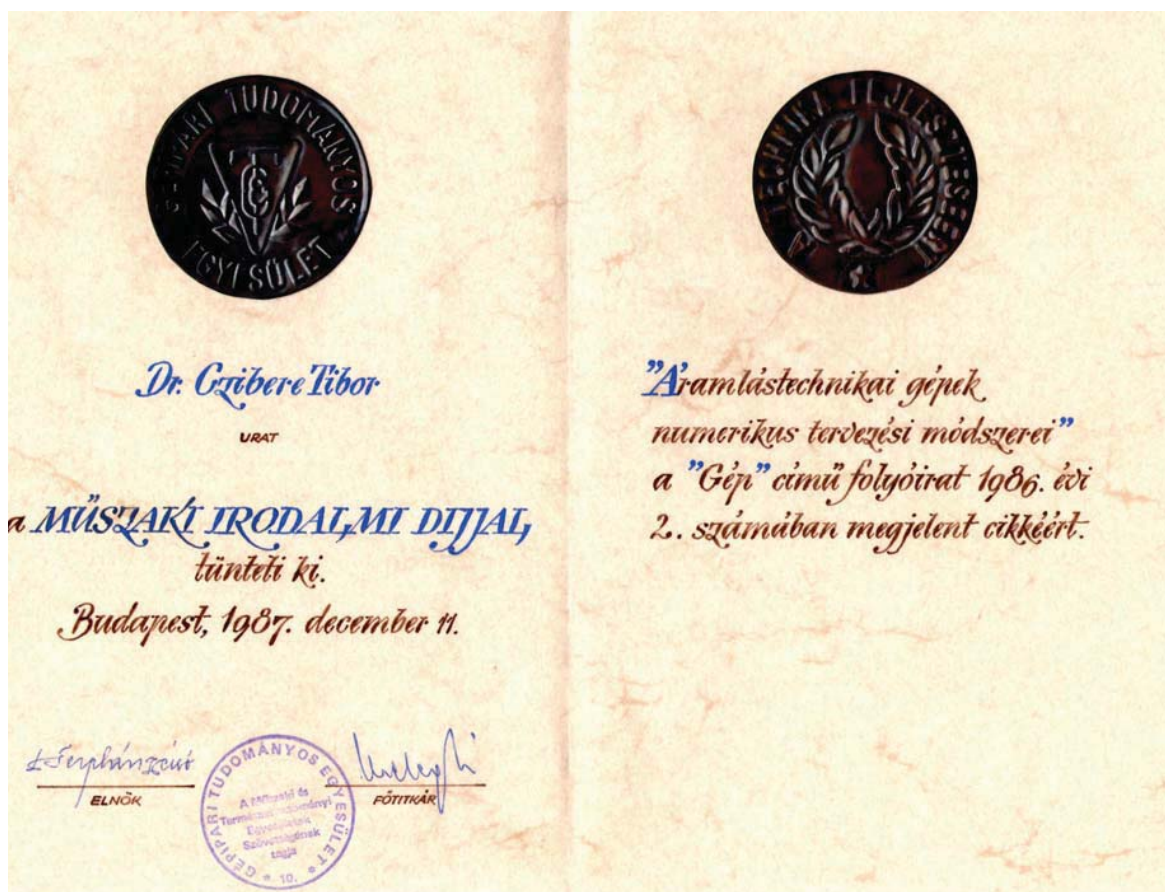 GÉPIPARI TUDOMÁNYOS
EGYESÜLET
Dr. Czibere Tibor
URAT
a MŰSZAKI IRODALMI DIJJAL
tünteti ki.
Budapest, 1987. december 11.
ELNÖK
GÉPIPARI TUDOMÁNYOS EGYESÜLET
A Műszaki és
Természettudományi
Egyesületek
Szövetségének
tagja
* 10. *
FŐTITKÁR
A TECHNIKA FEJLESZTÉSÉÉRT
"Áramlástechnikai gépek
numerikus tervezési módszerei"
a "Gép" című folyóirat 1986. évi
2. számában megjelent cikkéért.